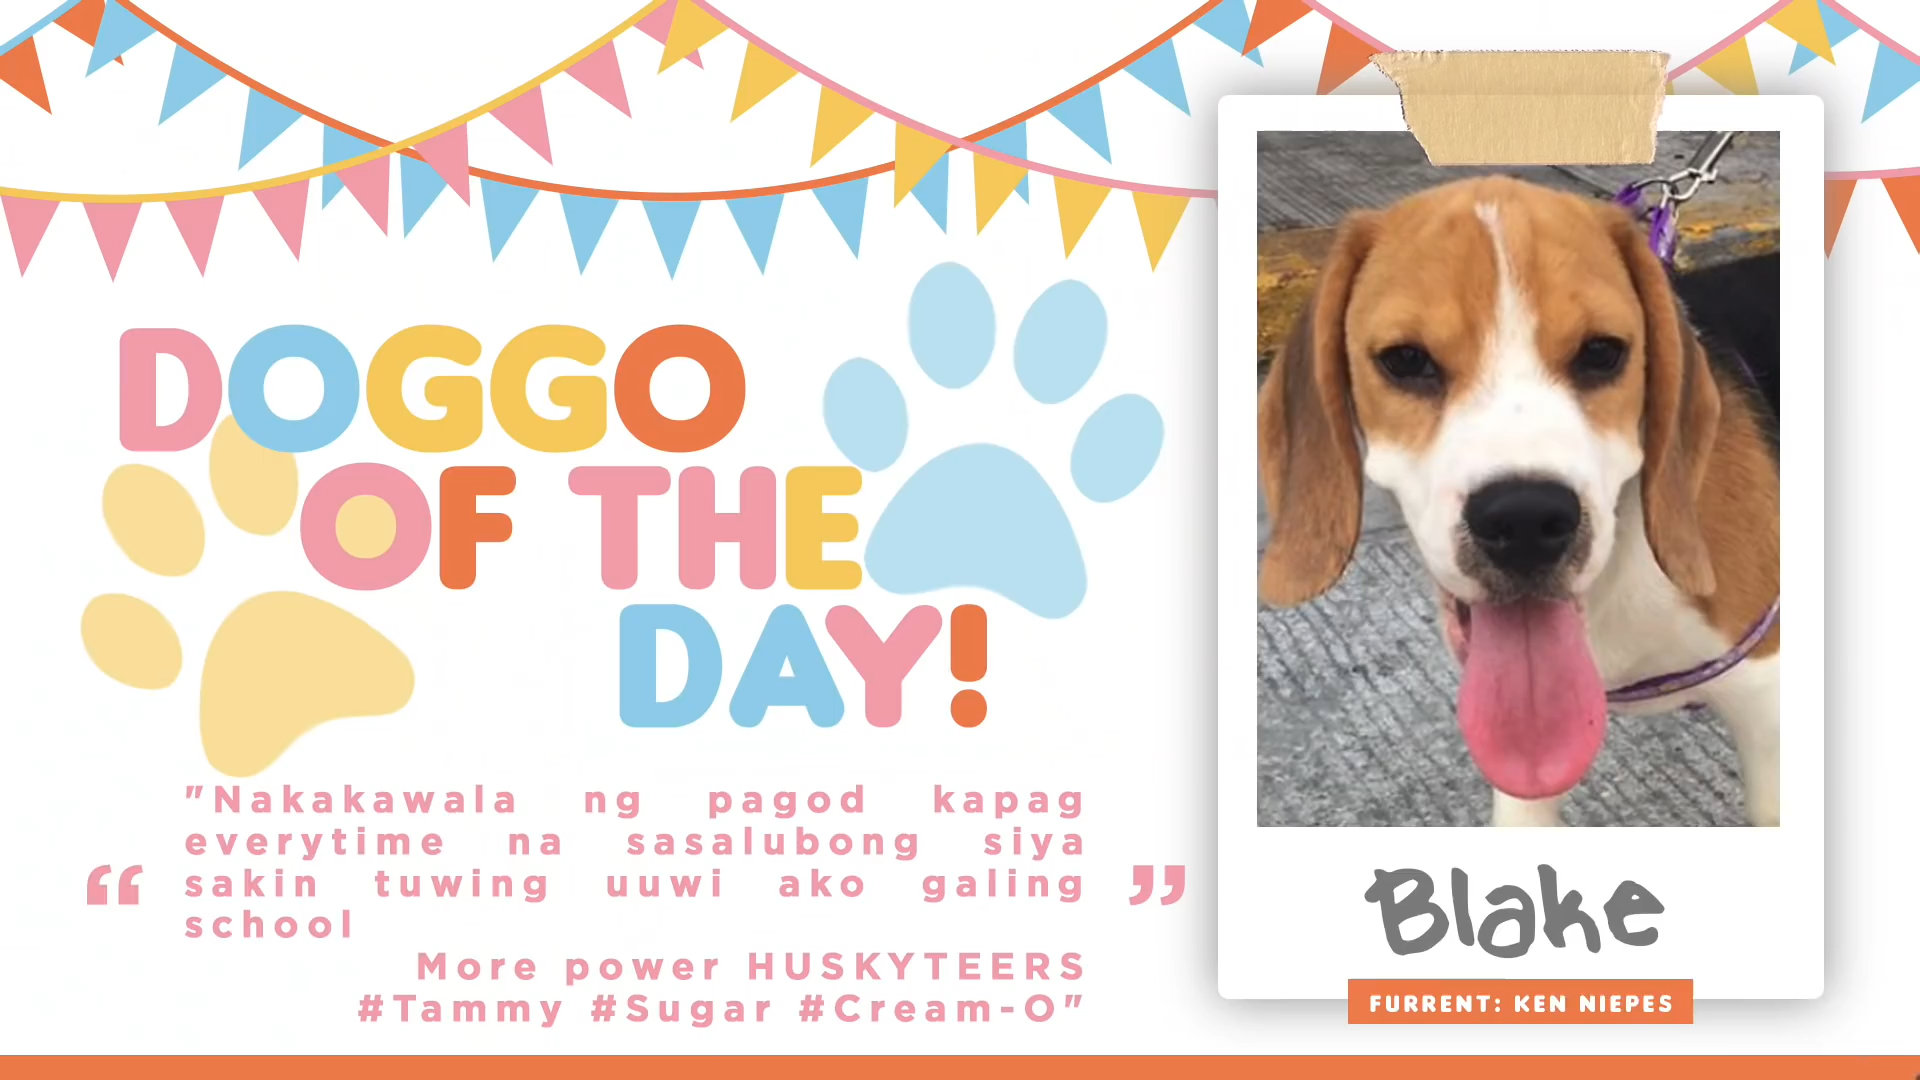 DOGGO
OF THE
DAY!
"Nakakawala ng pagod kapag
everytime na sasalubong siya
“ sakin tuwing uuwi ako galing ”
school
More power HUSKYTEERS
#Tammy #Sugar #Cream-O"
Blake
FURRENT: KEN NIEPES